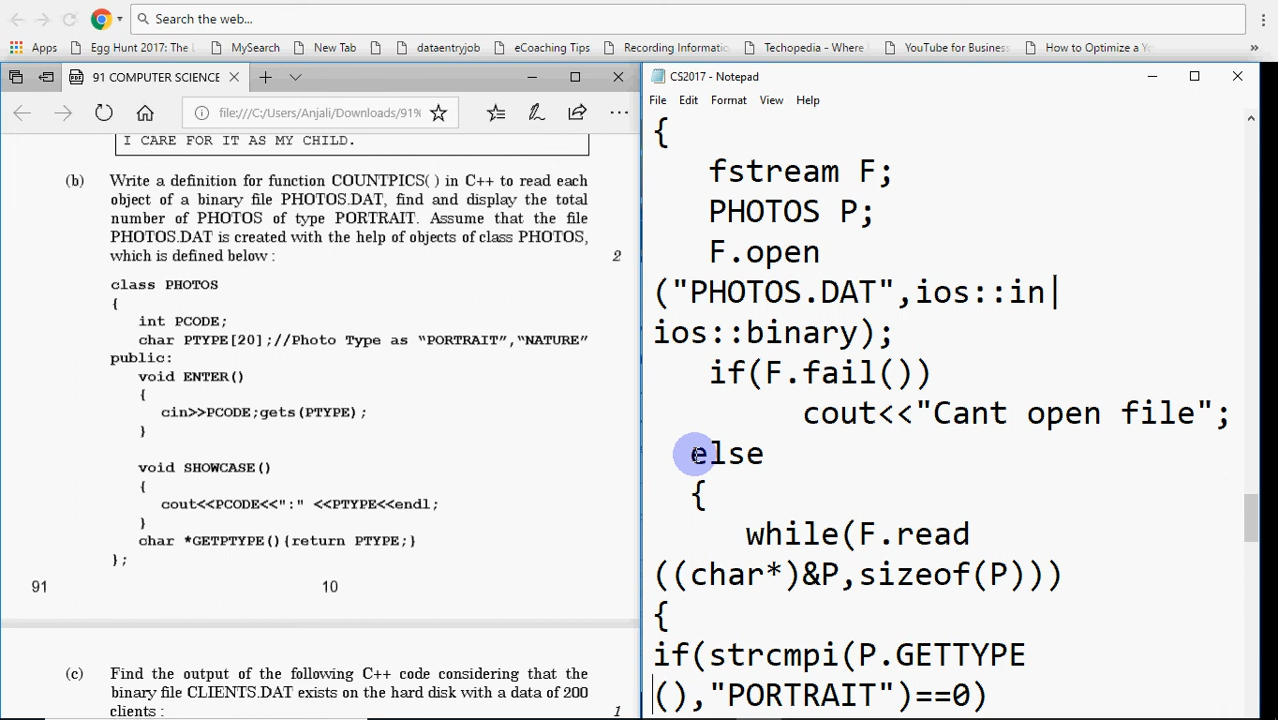 Search the web...
Apps Egg Hunt 2017: The MySearch New Tab dataentryjob eCoaching Tips Recording Informatio Techopedia - Where YouTube for Business How to Optimize a Yo »
91 COMPUTER SCIENCE
file:///C:/Users/Anjali/Downloads/91%
I CARE FOR IT AS MY CHILD.
(b) Write a definition for function COUNTPICS( ) in C++ to read each
object of a binary file PHOTOS.DAT, find and display the total
number of PHOTOS of type PORTRAIT. Assume that the file
PHOTOS.DAT is created with the help of objects of class PHOTOS,
which is defined below : 2
class PHOTOS
{
int PCODE;
char PTYPE[20];//Photo Type as “PORTRAIT”,“NATURE”
public:
void ENTER()
{
cin>>PCODE;gets(PTYPE);
}
void SHOWCASE()
{
cout<<PCODE<<":" <<PTYPE<<endl;
}
char *GETPTYPE(){return PTYPE;}
};
91 10
(c) Find the output of the following C++ code considering that the
binary file CLIENTS.DAT exists on the hard disk with a data of 200
clients : 1
CS2017 - Notepad
File Edit Format View Help
{
fstream F;
PHOTOS P;
F.open
("PHOTOS.DAT",ios::in|
ios::binary);
if(F.fail())
cout<<"Cant open file";
else
{
while(F.read
((char*)&P,sizeof(P)))
{
if(strcmpi(P.GETTYPE
(),"PORTRAIT")==0)